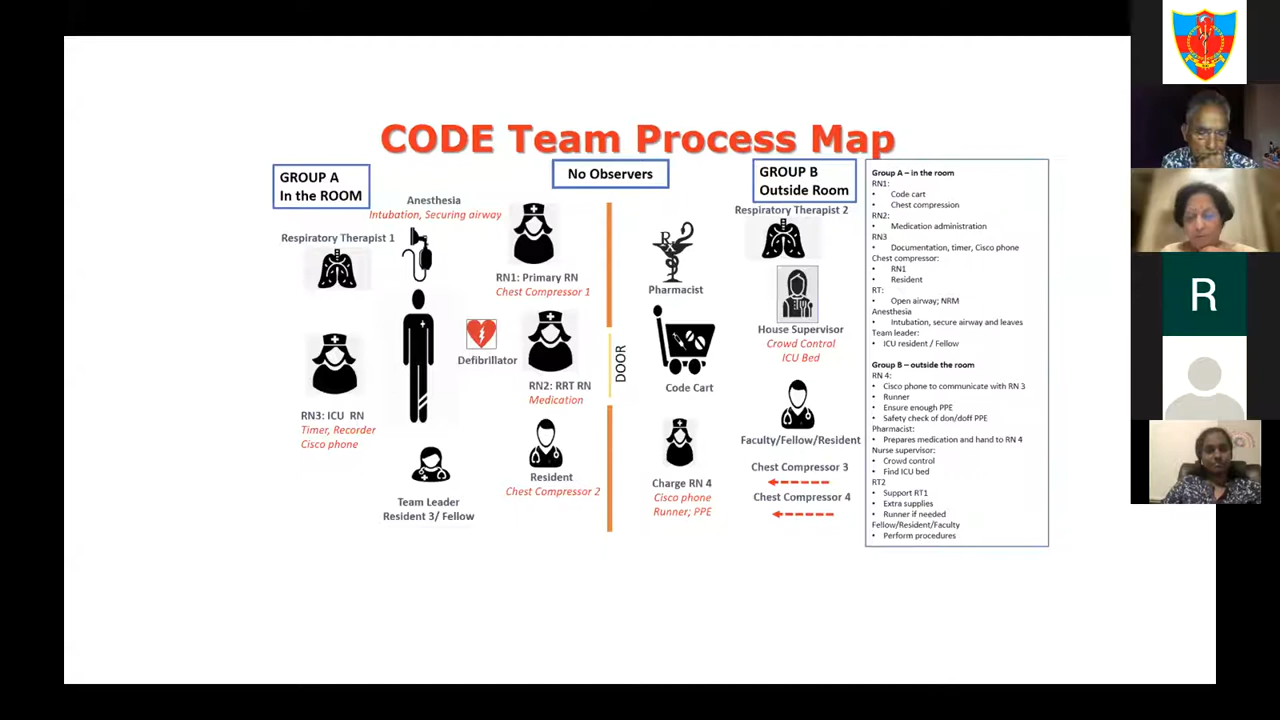 CODE Team Process Map
GROUP A
In the ROOM
No Observers
GROUP B
Outside Room
Anesthesia
Intubation, Securing airway
Respiratory Therapist 1
RN1: Primary RN
Chest Compressor 1
Defibrillator
RN2: RRT RN
Medication
RN3: ICU RN
Timer, Recorder
Cisco phone
Resident
Chest Compressor 2
Team Leader
Resident 3/ Fellow
DOOR
Respiratory Therapist 2
Pharmacist
House Supervisor
Crowd Control
ICU Bed
Code Cart
Faculty/Fellow/Resident
Chest Compressor 3
Chest Compressor 4
Charge RN 4
Cisco phone
Runner; PPE
Group A – in the room
RN1:
• Code cart
• Chest compression
RN2:
• Medication administration
RN3
• Documentation, timer, Cisco phone
Chest compressor:
• RN1
• Resident
RT:
• Open airway; NRM
Anesthesia
• Intubation, secure airway and leaves
Team leader:
• ICU resident / Fellow
Group B – outside the room
RN 4:
• Cisco phone to communicate with RN 3
• Runner
• Ensure enough PPE
• Safety check of don/doff PPE
Pharmacist:
• Prepares medication and hand to RN 4
Nurse supervisor:
• Crowd control
• Find ICU bed
RT2
• Support RT1
• Extra supplies
• Runner if needed
Fellow/Resident/Faculty
• Perform procedures
R